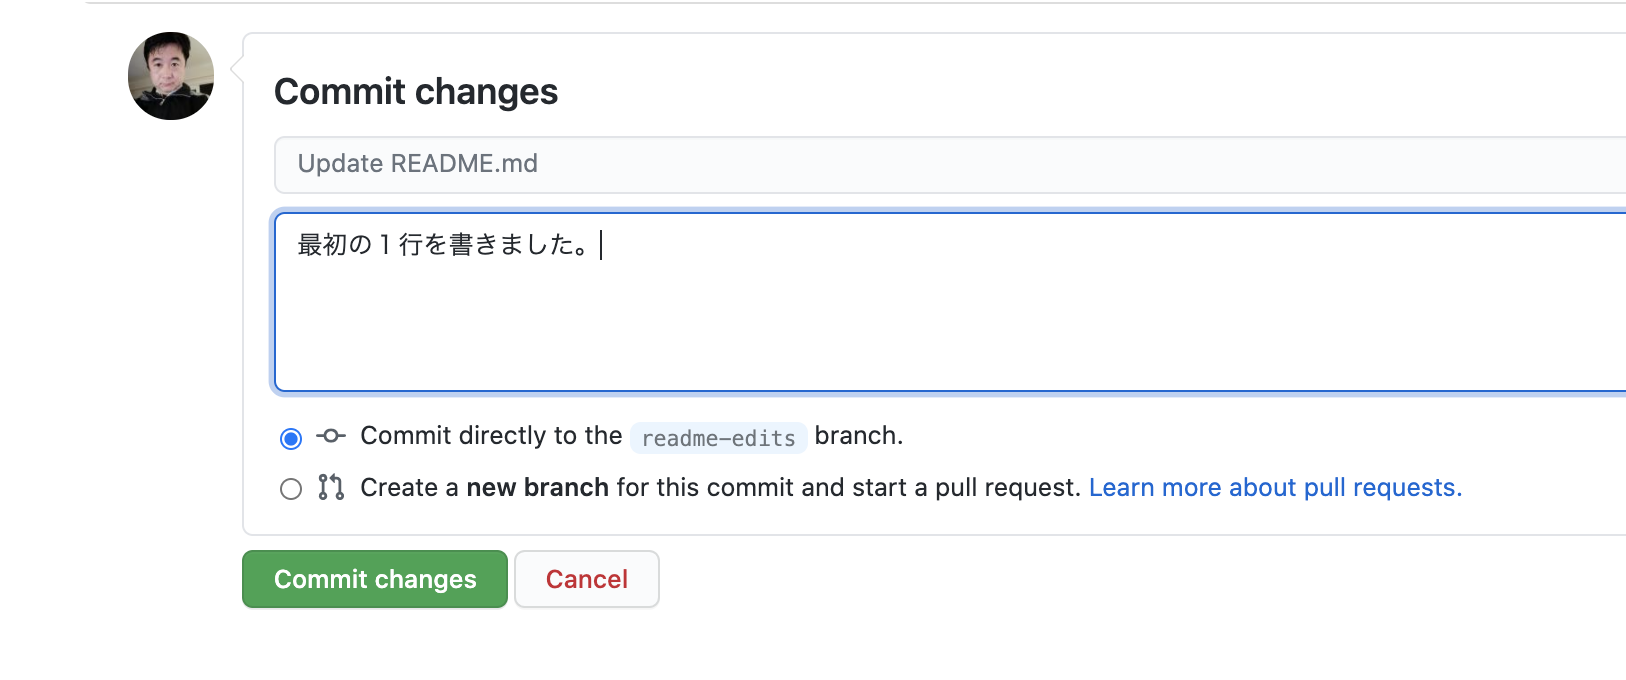 Commit changes
Update README.md
最初の１行を書きました。
Commit directly to the readme-edits branch.
Create a new branch for this commit and start a pull request. Learn more about pull requests.
Commit changes Cancel